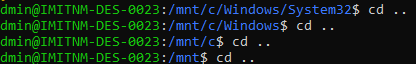 dmin@IMITNM-DES-0023:/mnt/c/Windows/System32$ cd ..
dmin@IMITNM-DES-0023:/mnt/c/Windows$ cd ..
dmin@IMITNM-DES-0023:/mnt/c$ cd ..
dmin@IMITNM-DES-0023:/mnt$ cd ..